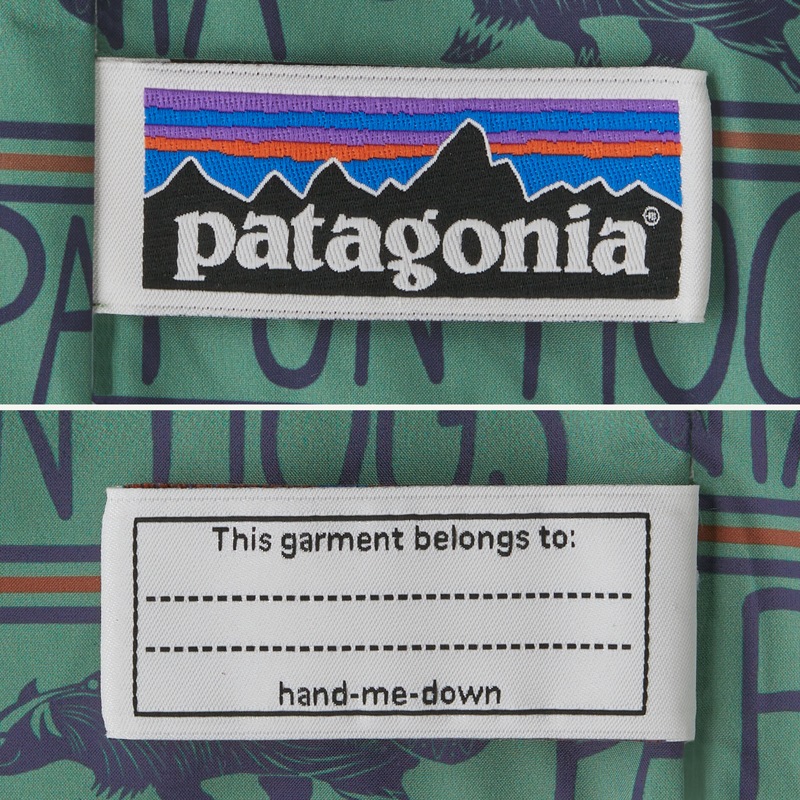 patagonia®
This garment belongs to:
hand-me-down